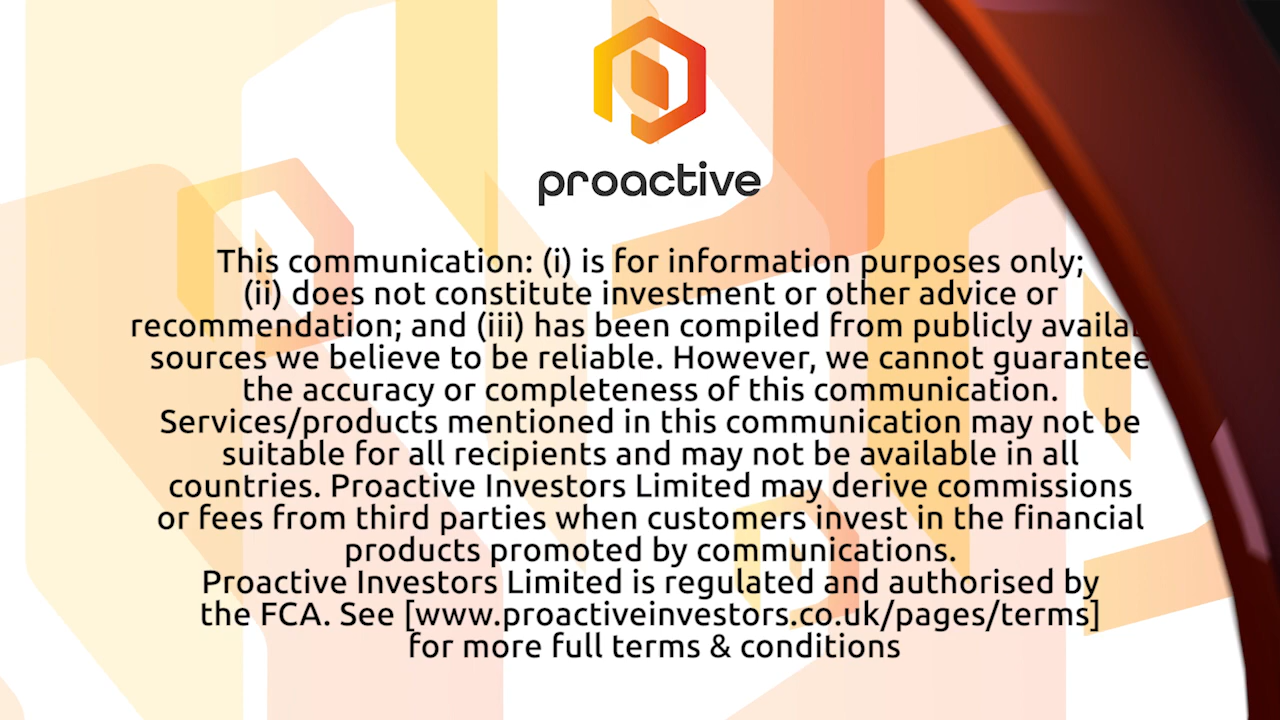 proactive
This communication: (i) is for information purposes only;
(ii) does not constitute investment or other advice or
recommendation; and (iii) has been compiled from publicly
sources we believe to be reliable. However, we cannot guarantee
the accuracy or completeness of this communication.
Services/products mentioned in this communication may not be
suitable for all recipients and may not be available in all
countries. Proactive Investors Limited may derive commissions
or fees from third parties when customers invest in the financial
products promoted by communications.
Proactive Investors Limited is regulated and authorised by
the FCA. See [www.proactiveinvestors.co.uk/pages/terms]
for more full terms & conditions